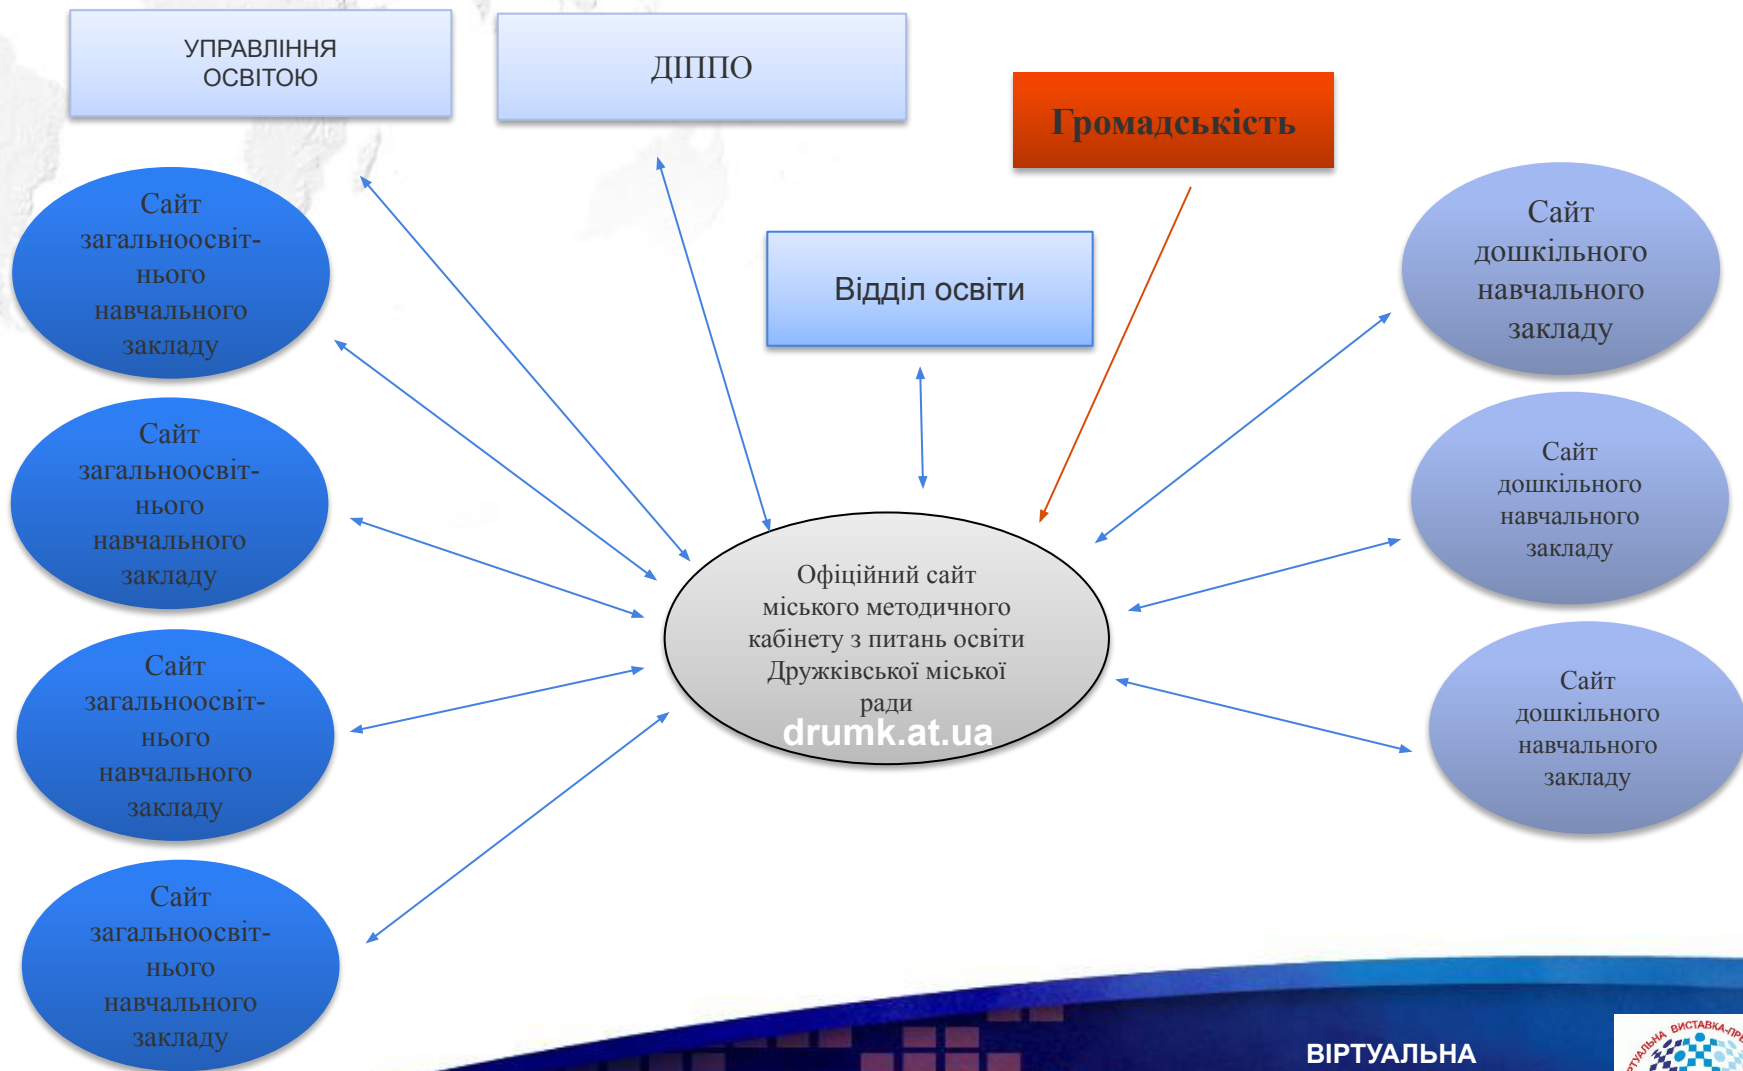 УПРАВЛІННЯ
ОСВІТОЮ
ДІППО
Громадськість
Відділ освіти
Сайт
загальноосвіт-
нього
навчального
закладу
Сайт
загальноосвіт-
нього
навчального
закладу
Сайт
загальноосвіт-
нього
навчального
закладу
Сайт
загальноосвіт-
нього
навчального
закладу
Офіційний сайт
міського методичного
кабінету з питань освіти
Дружківської міської
ради
drumk.at.ua
Сайт
дошкільного
навчального
закладу
Сайт
дошкільного
навчального
закладу
Сайт
дошкільного
навчального
закладу
ВІРТУАЛЬНА
ВИСТАВКА